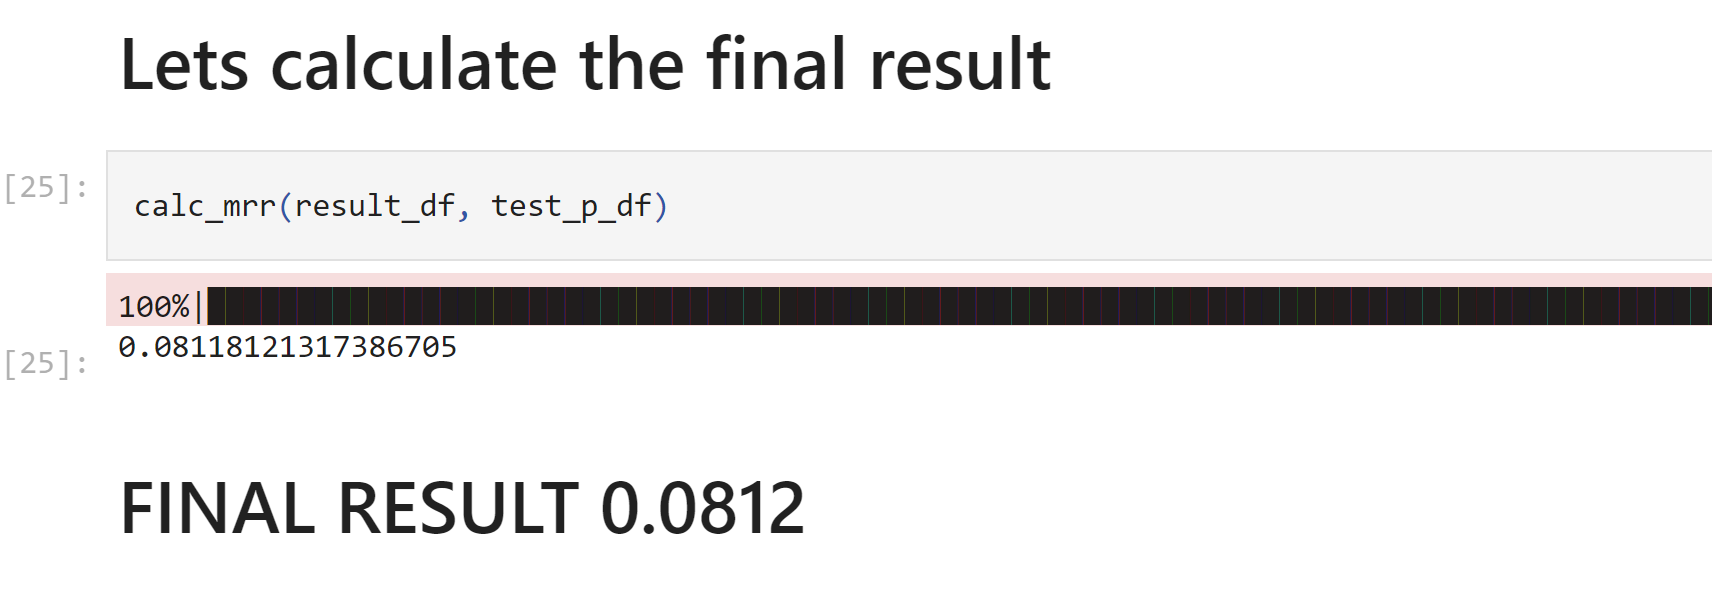 Lets calculate the final result
[25]:
calc_mrr(result_df, test_p_df)
100%|
[25]:
0.08118121317386705
FINAL RESULT 0.0812